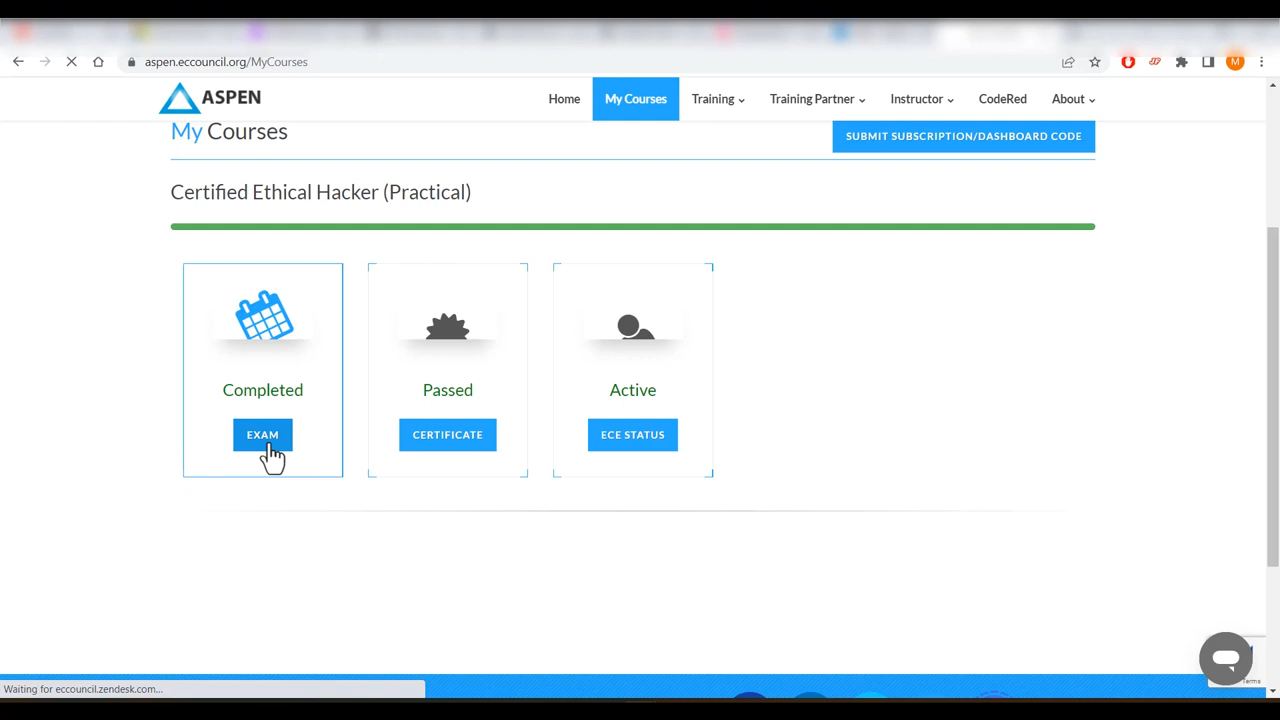 aspen.eccouncil.org/MyCourses
M
ASPEN
Home
My Courses
Training
Training Partner
Instructor
CodeRed
About
My Courses
SUBMIT SUBSCRIPTION/DASHBOARD CODE
Certified Ethical Hacker (Practical)
Completed
Passed
Active
EXAM
CERTIFICATE
ECE STATUS
Terms
Waiting for eccouncil.zendesk.com...